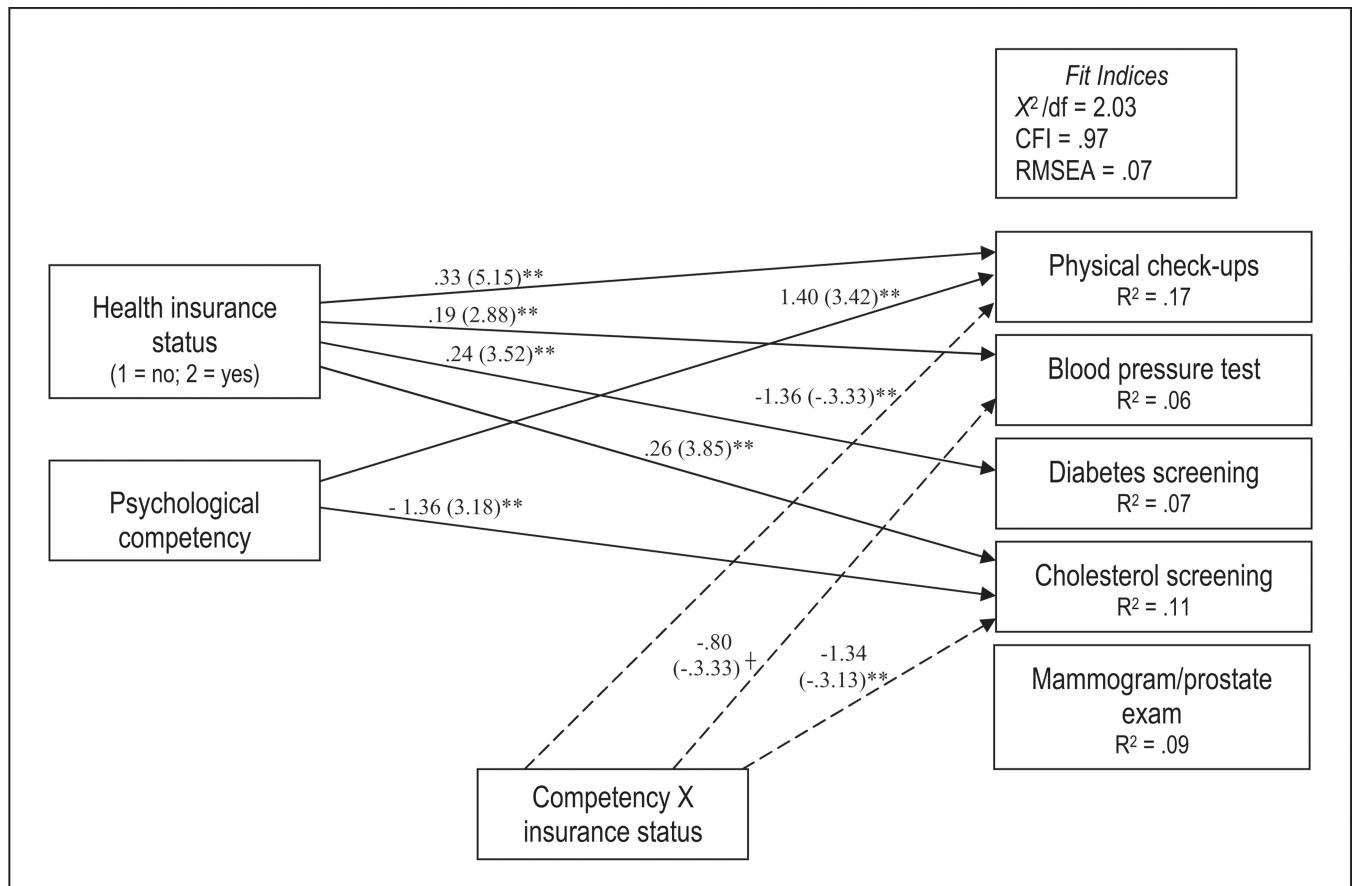 Fit Indices
X²/df = 2.03
CFI = .97
RMSEA = .07
Health insurance
status
(1 = no; 2 = yes)
Psychological
competency
.33 (5.15)**
1.40 (3.42)**
.19 (2.88)**
.24 (3.52)**
-1.36 (-.3.33)**
.26 (3.85)**
- 1.36 (3.18)**
-.80
(-.3.33) ┼
-1.34
(-.3.13)**
Physical check-ups
R² = .17
Blood pressure test
R² = .06
Diabetes screening
R² = .07
Cholesterol screening
R² = .11
Mammogram/prostate
exam
R² = .09
Competency X
insurance status